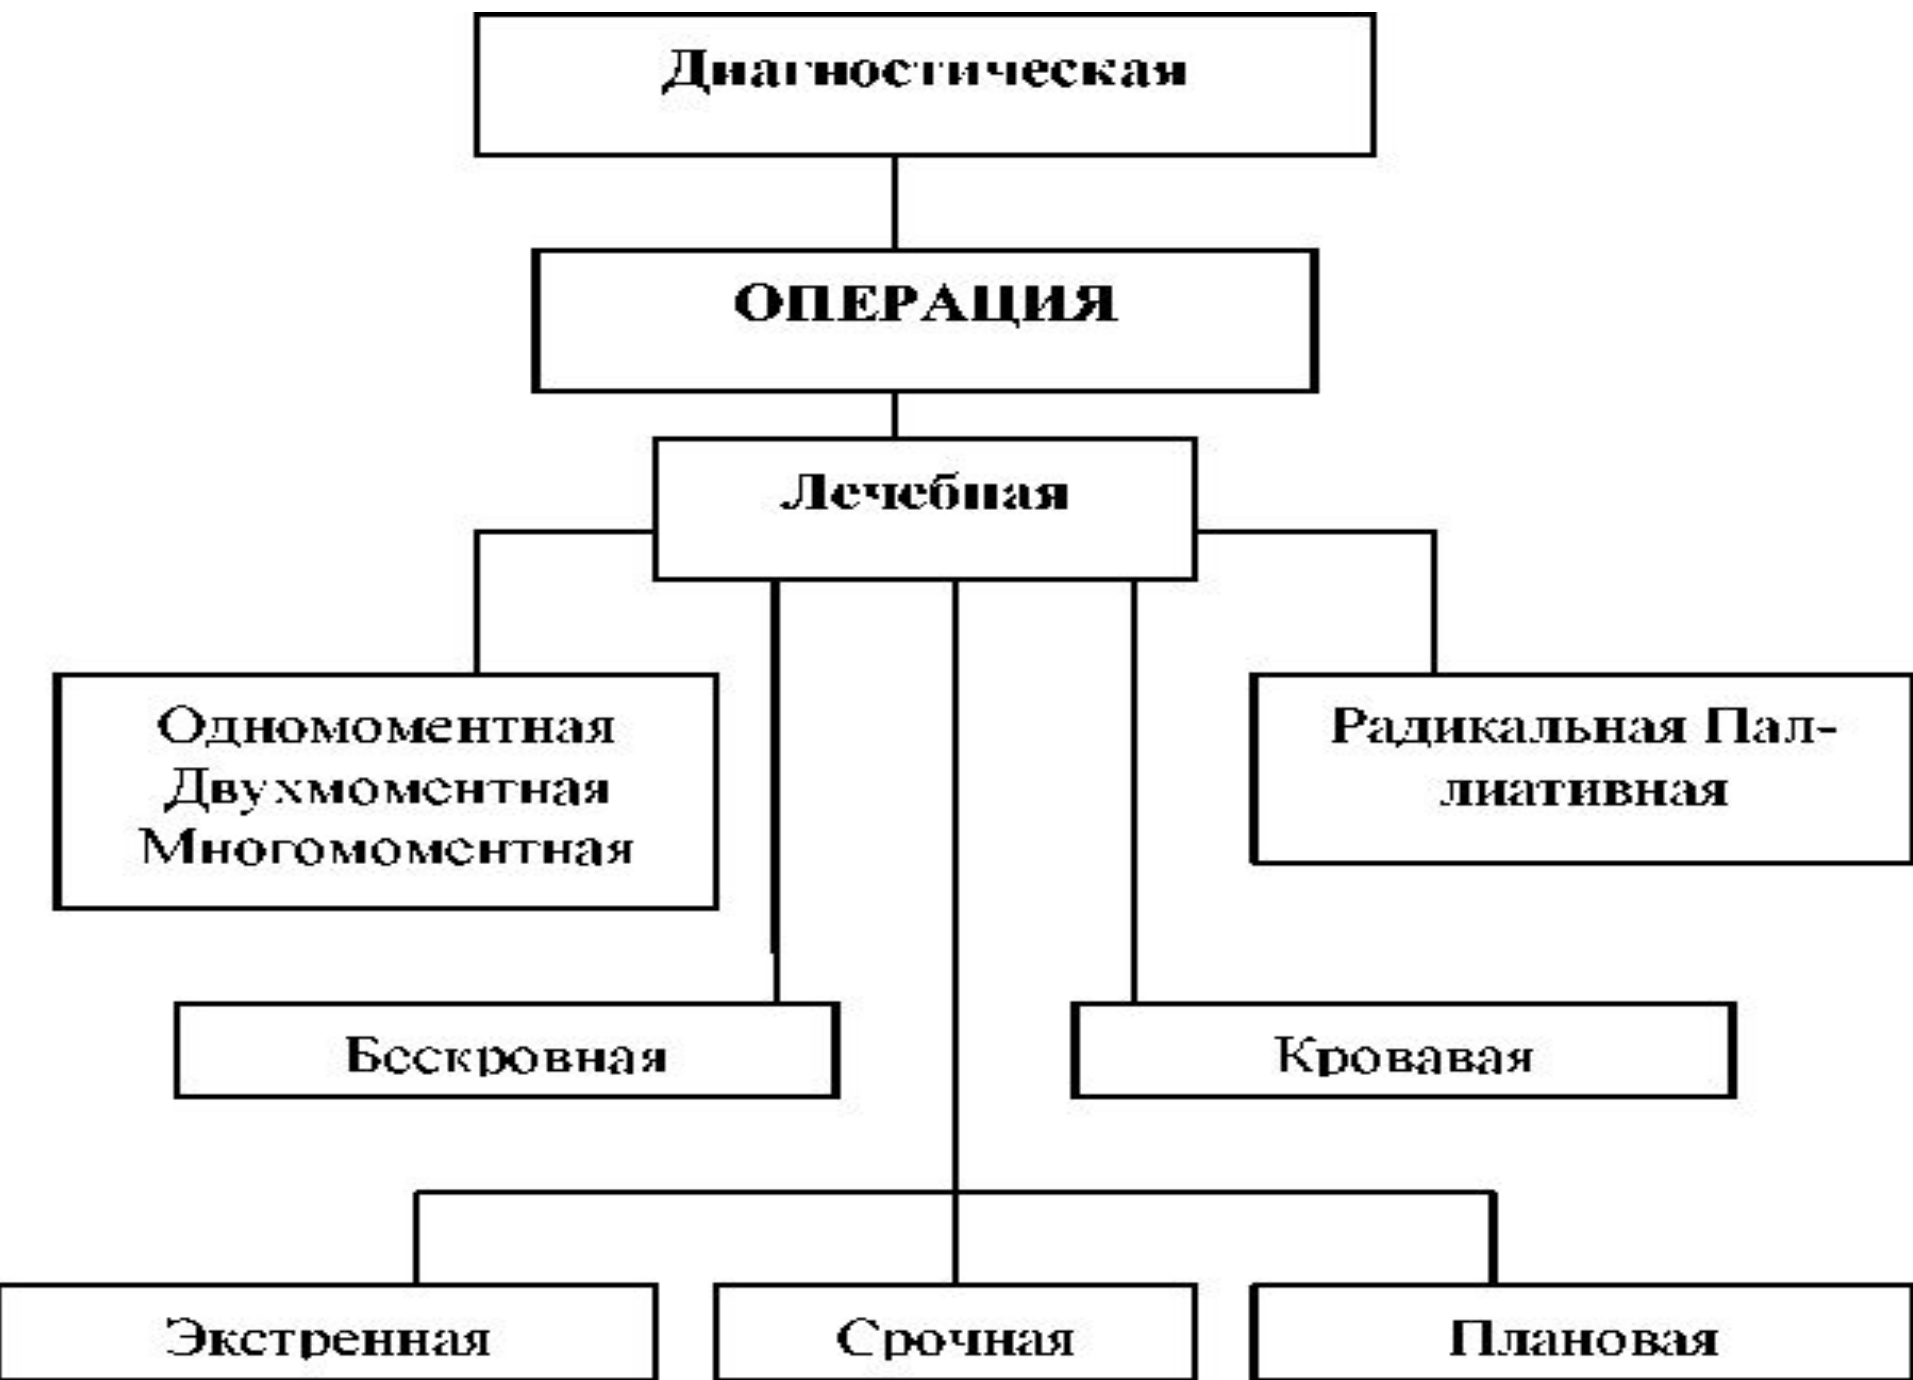 Диагностическая
ОПЕРАЦИЯ
Лечебная
Одномоментная
Двухмоментная
Многомоментная
Радикальная Пал-
лиативная
Бескровная
Кровавая
Экстренная
Срочная
Плановая